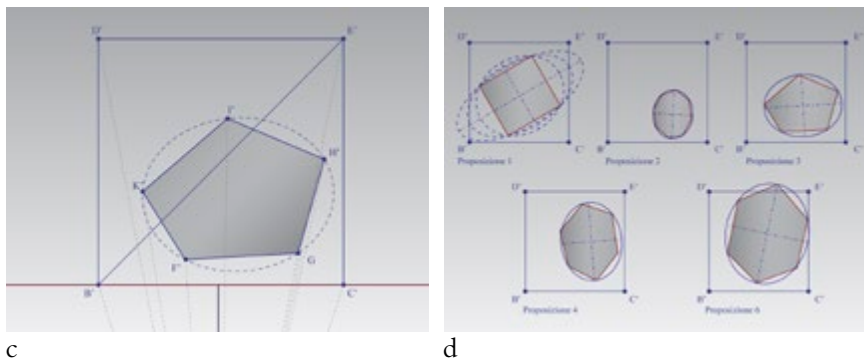 D' E'
I'
H'
K'
F' G
B' C'
c
D' E' D' E' D' E'
B' C' B' C' B' C'
Proposizione 1 Proposizione 2 Proposizione 3
D' E' D' E'
B' C' B' C'
Proposizione 4 Proposizione 6
d